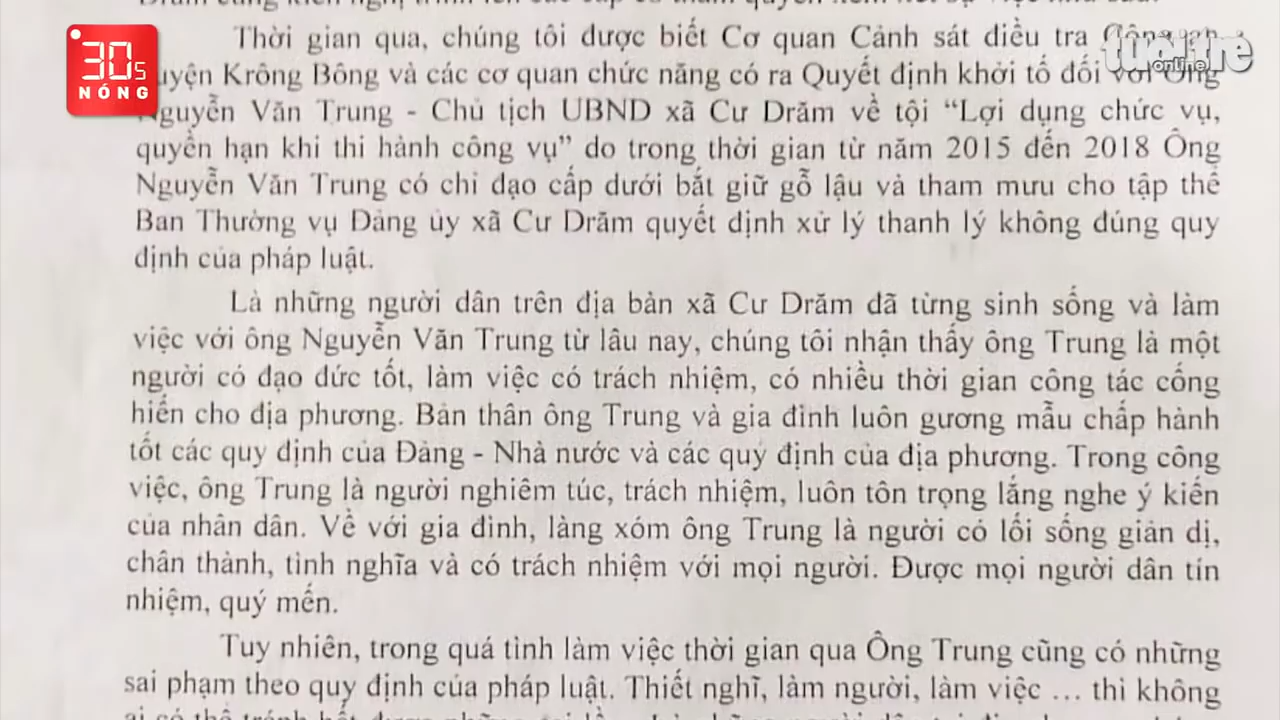 30s
NÓNG
tuổi trẻ
online
Thời gian qua, chúng tôi được biết Cơ quan Cảnh sát điều tra Công an
huyện Krông Bông và các cơ quan chức năng có ra Quyết định khởi tố đối với Ông
Nguyễn Văn Trung - Chủ tịch UBND xã Cư Drăm về tội “Lợi dụng chức vụ,
quyền hạn khi thi hành công vụ” do trong thời gian từ năm 2015 đến 2018 Ông
Nguyễn Văn Trung có chỉ đạo cấp dưới bắt giữ gỗ lậu và tham mưu cho tập thể
Ban Thường vụ Đảng ủy xã Cư Drăm quyết định xử lý thanh lý không đúng quy
định của pháp luật.
Là những người dân trên địa bàn xã Cư Drăm đã từng sinh sống và làm
việc với ông Nguyễn Văn Trung từ lâu nay, chúng tôi nhận thấy ông Trung là một
người có đạo đức tốt, làm việc có trách nhiệm, có nhiều thời gian công tác cống
hiến cho địa phương. Bản thân ông Trung và gia đình luôn gương mẫu chấp hành
tốt các quy định của Đảng - Nhà nước và các quy định của địa phương. Trong công
việc, ông Trung là người nghiêm túc, trách nhiệm, luôn tôn trọng lắng nghe ý kiến
của nhân dân. Về với gia đình, làng xóm ông Trung là người có lối sống giản dị,
chân thành, tình nghĩa và có trách nhiệm với mọi người. Được mọi người dân tín
nhiệm, quý mến.
Tuy nhiên, trong quá tình làm việc thời gian qua Ông Trung cũng có những
sai phạm theo quy định của pháp luật. Thiết nghĩ, làm người, làm việc … thì không